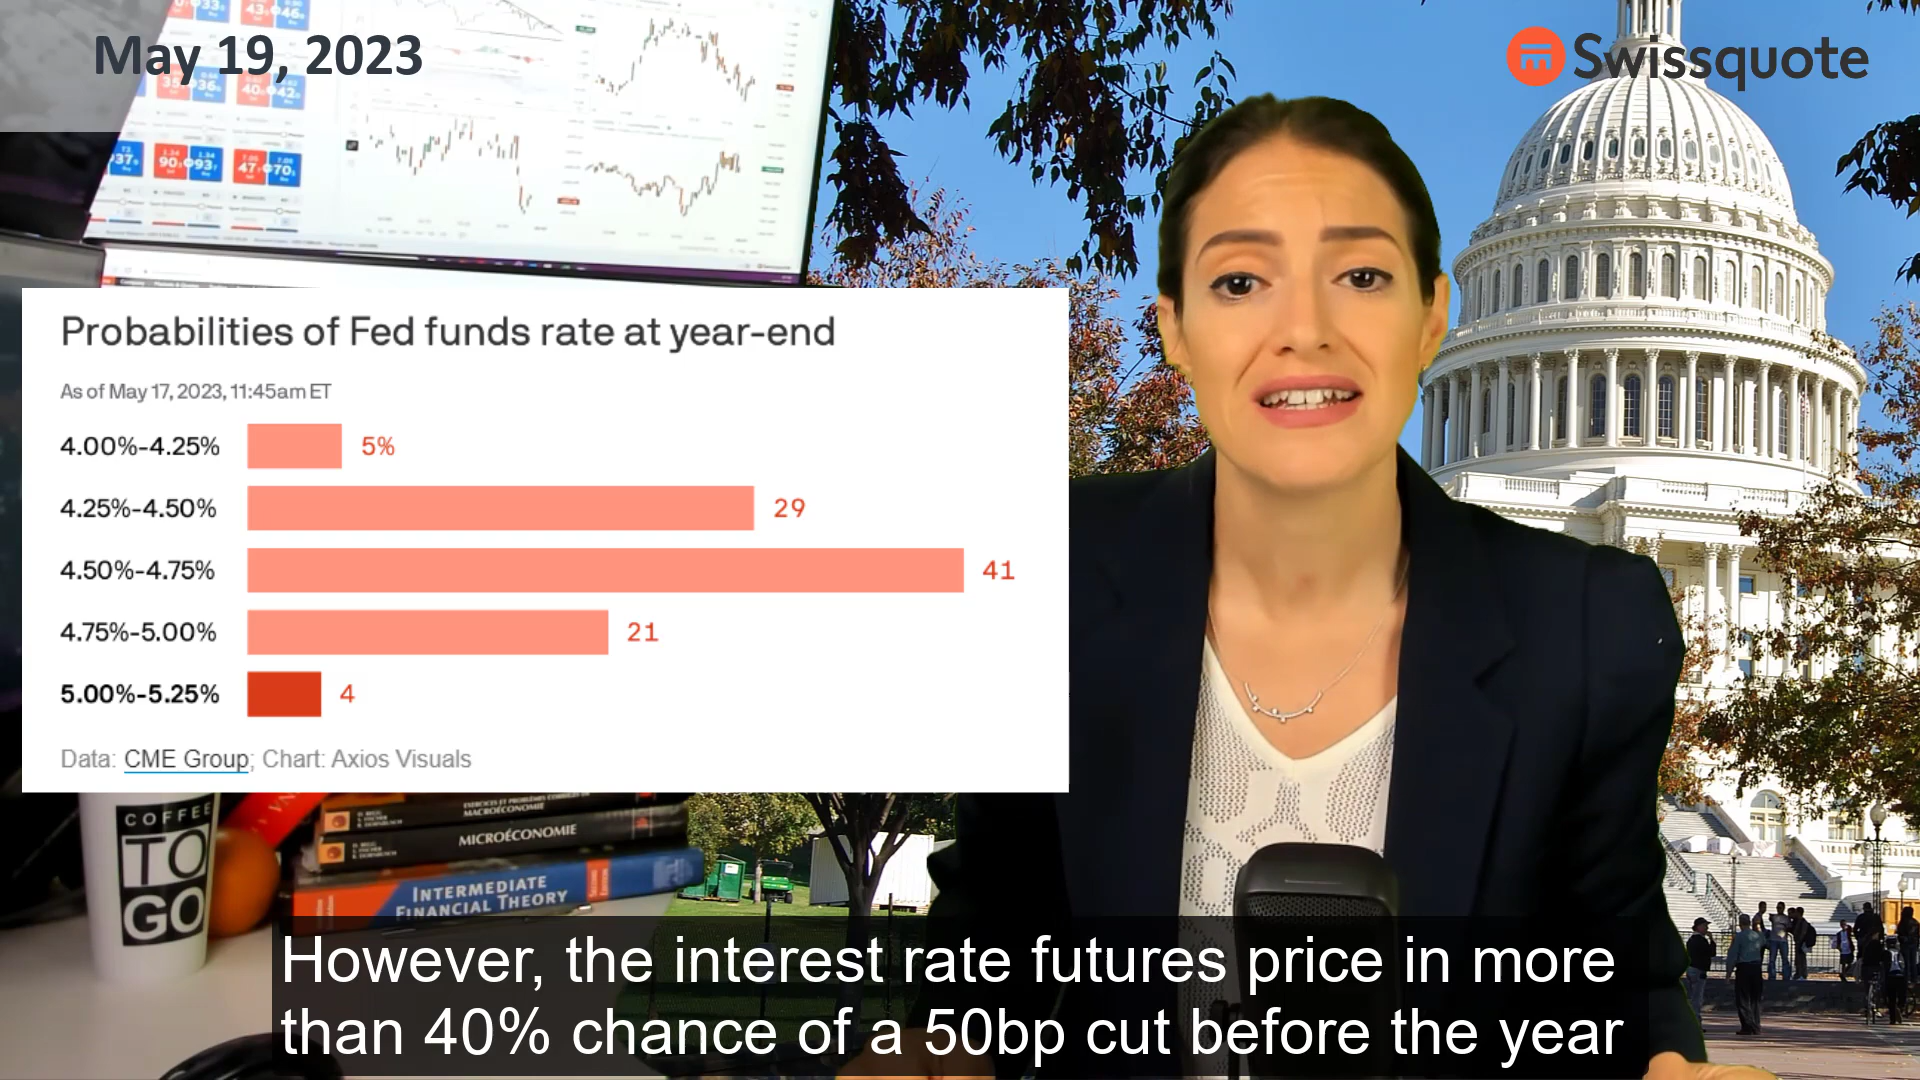 May 19, 2023
Swissquote
Probabilities of Fed funds rate at year-end
As of May 17, 2023, 11:45am ET
4.00%-4.25% 5%
4.25%-4.50% 29
4.50%-4.75% 41
4.75%-5.00% 21
5.00%-5.25% 4
Data: CME Group; Chart: Axios Visuals
COFFEE
TO
GO
MACROÉCONOMIE
MICROÉCONOMIE
INTERMEDIATE
FINANCIAL THEORY
However, the interest rate futures price in more
than 40% chance of a 50bp cut before the year